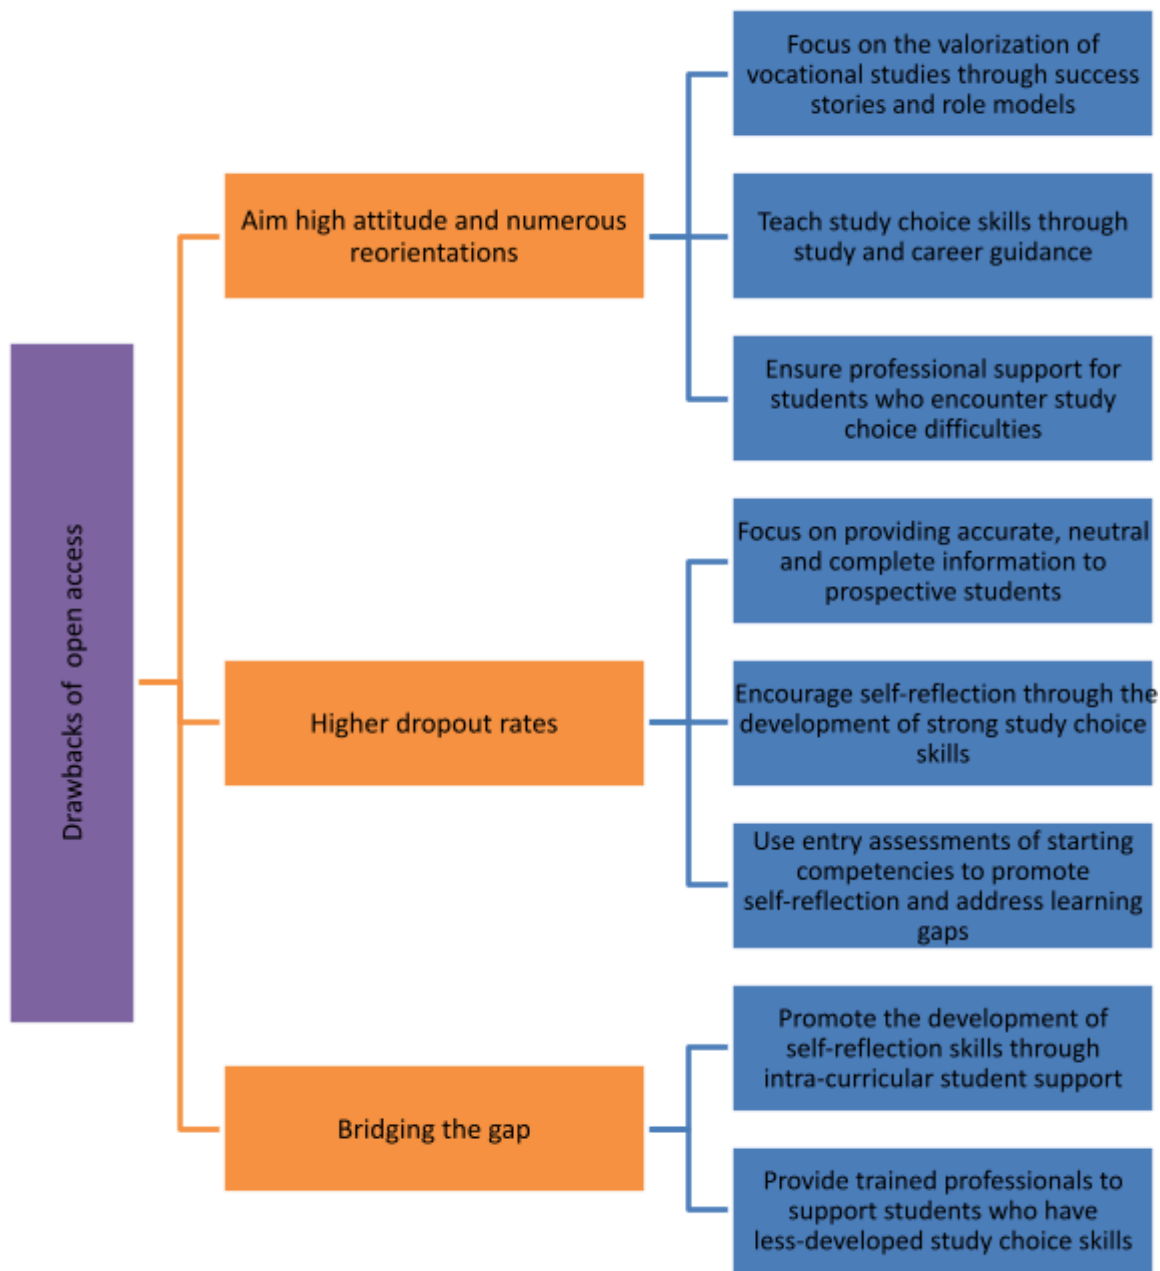 Drawbacks of open access
Aim high attitude and numerous
reorientations
Focus on the valorization of
vocational studies through success
stories and role models
Teach study choice skills through
study and career guidance
Ensure professional support for
students who encounter study
choice difficulties
Higher dropout rates
Focus on providing accurate, neutral
and complete information to
prospective students
Encourage self-reflection through the
development of strong study choice
skills
Use entry assessments of starting
competencies to promote
self-reflection and address learning
gaps
Bridging the gap
Promote the development of
self-reflection skills through
intra-curricular student support
Provide trained professionals to
support students who have
less-developed study choice skills